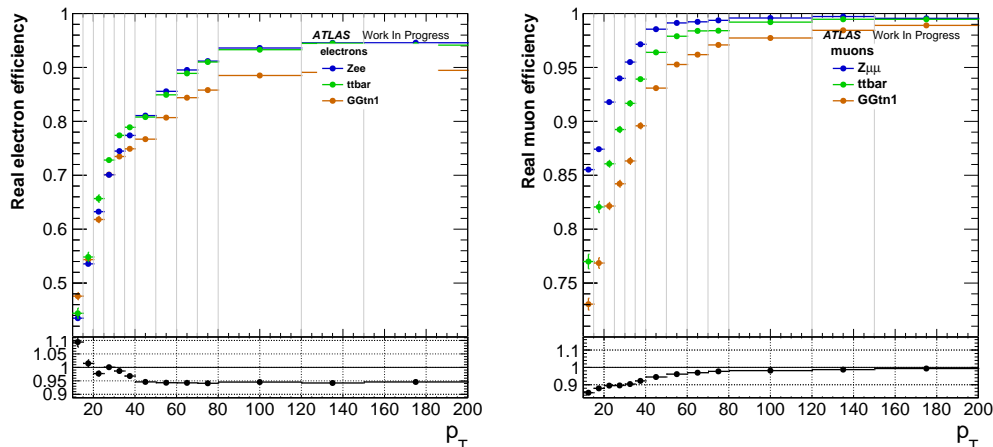 Real electron efficiency
1
0.9
0.8
0.7
0.6
0.5
ATLAS Work In Progress
electrons
Zee
ttbar
GGtn1
1.1
1.05
1
0.95
0.9
20 40 60 80 100 120 140 160 180 200
p_T
Real muon efficiency
1
0.95
0.9
0.85
0.8
0.75
ATLAS Work In Progress
muons
Zμμ
ttbar
GGtn1
1.1
1
0.9
20 40 60 80 100 120 140 160 180 200
p_T